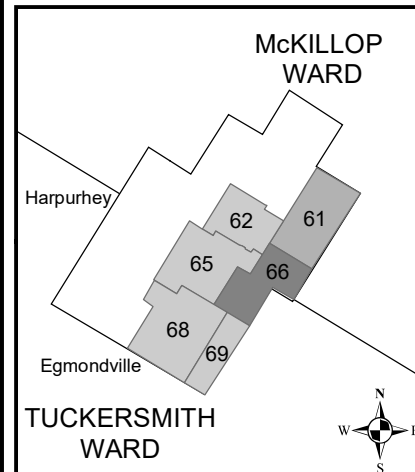 McKILLOP
WARD
Harpurhey
62
61
65
66
68
69
Egmondville
TUCKERSMITH
WARD
N
W
E
S